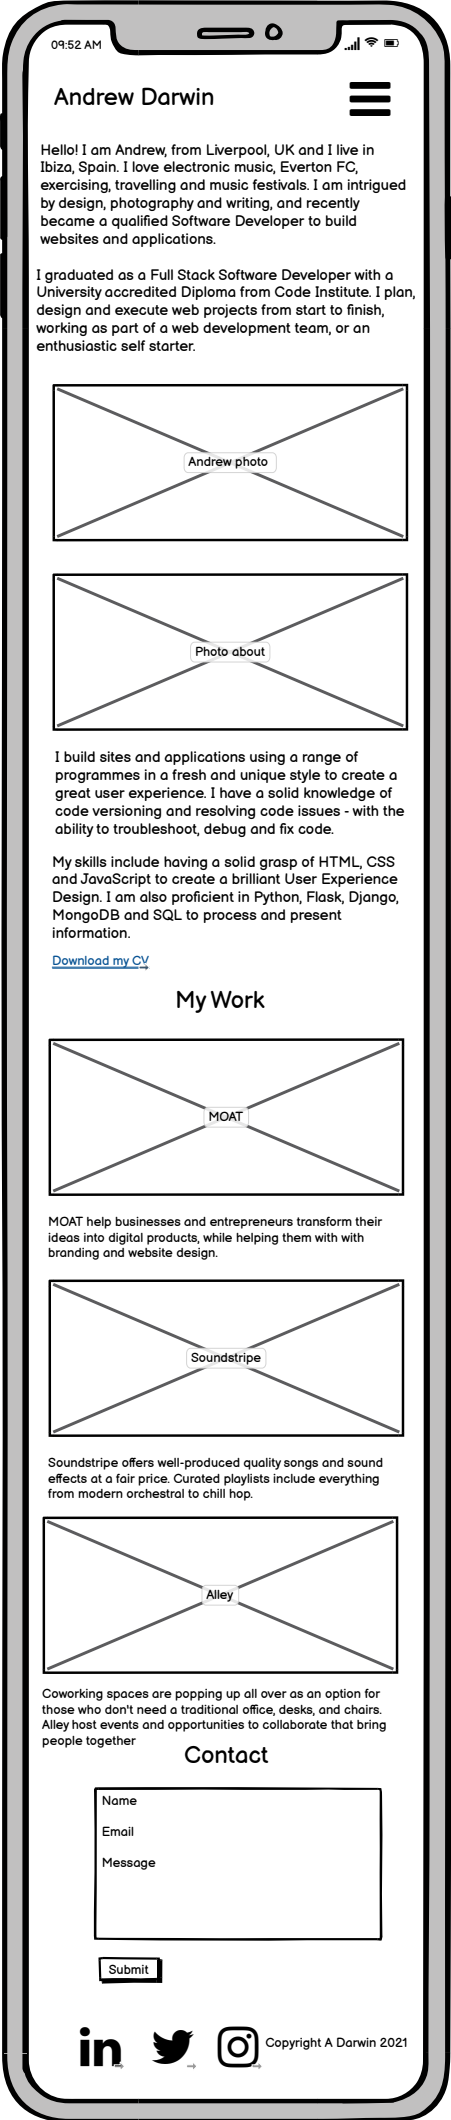 09:52 AM
Andrew Darwin
Hello! I am Andrew, from Liverpool, UK and I live in
Ibiza, Spain. I love electronic music, Everton FC,
exercising, travelling and music festivals. I am intrigued
by design, photography and writing, and recently
became a qualified Software Developer to build
websites and applications.
I graduated as a Full Stack Software Developer with a
University accredited Diploma from Code Institute. I plan,
design and execute web projects from start to finish,
working as part of a web development team, or an
enthusiastic self starter.
Andrew photo
Photo about
I build sites and applications using a range of
programmes in a fresh and unique style to create a
great user experience. I have a solid knowledge of
code versioning and resolving code issues - with the
ability to troubleshoot, debug and fix code.
My skills include having a solid grasp of HTML, CSS
and JavaScript to create a brilliant User Experience
Design. I am also proficient in Python, Flask, Django,
MongoDB and SQL to process and present
information.
Download my CV
My Work
MOAT
MOAT help businesses and entrepreneurs transform their
ideas into digital products, while helping them with with
branding and website design.
Soundstripe
Soundstripe offers well-produced quality songs and sound
effects at a fair price. Curated playlists include everything
from modern orchestral to chill hop.
Alley
Coworking spaces are popping up all over as an option for
those who don't need a traditional office, desks, and chairs.
Alley host events and opportunities to collaborate that bring
people together
Contact
Name
Email
Message
Submit
in
Copyright A Darwin 2021